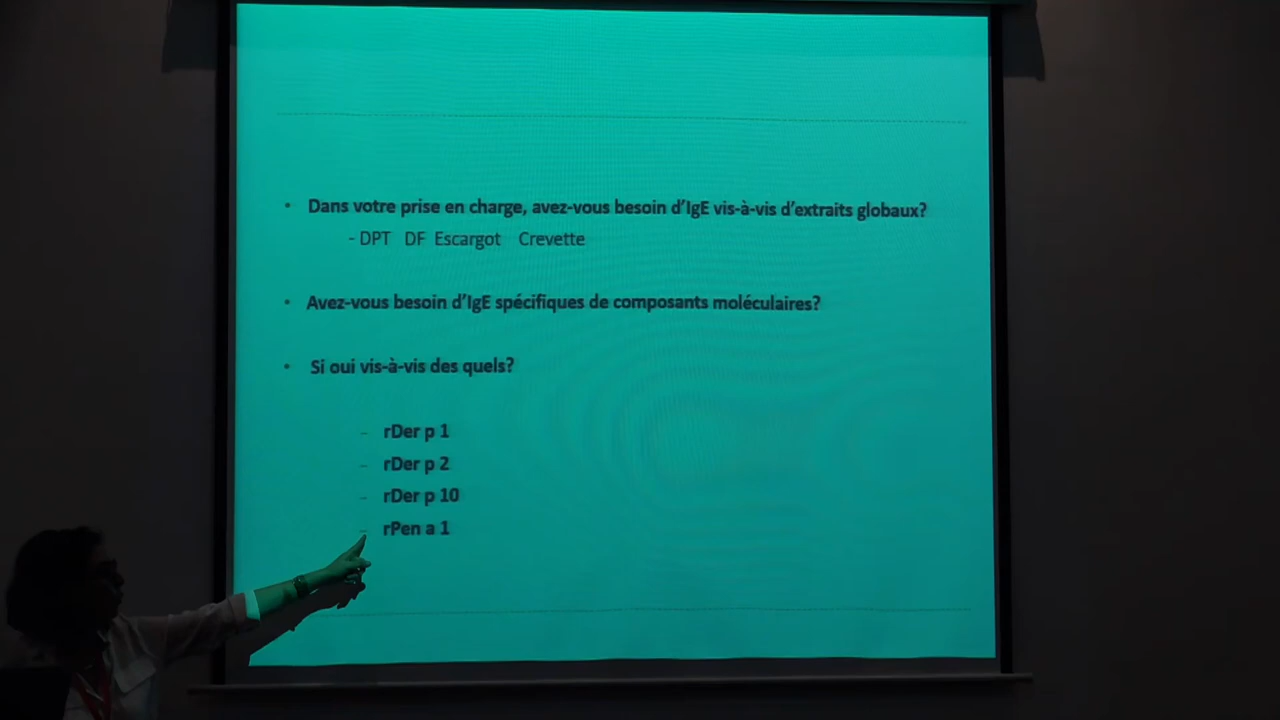 • Dans votre prise en charge, avez-vous besoin d'IgE vis-à-vis d'extraits globaux?
- DPT DF Escargot Crevette
• Avez-vous besoin d'IgE spécifiques de composants moléculaires?
• Si oui vis-à-vis des quels?
– rDer p 1
– rDer p 2
– rDer p 10
– rPen a 1